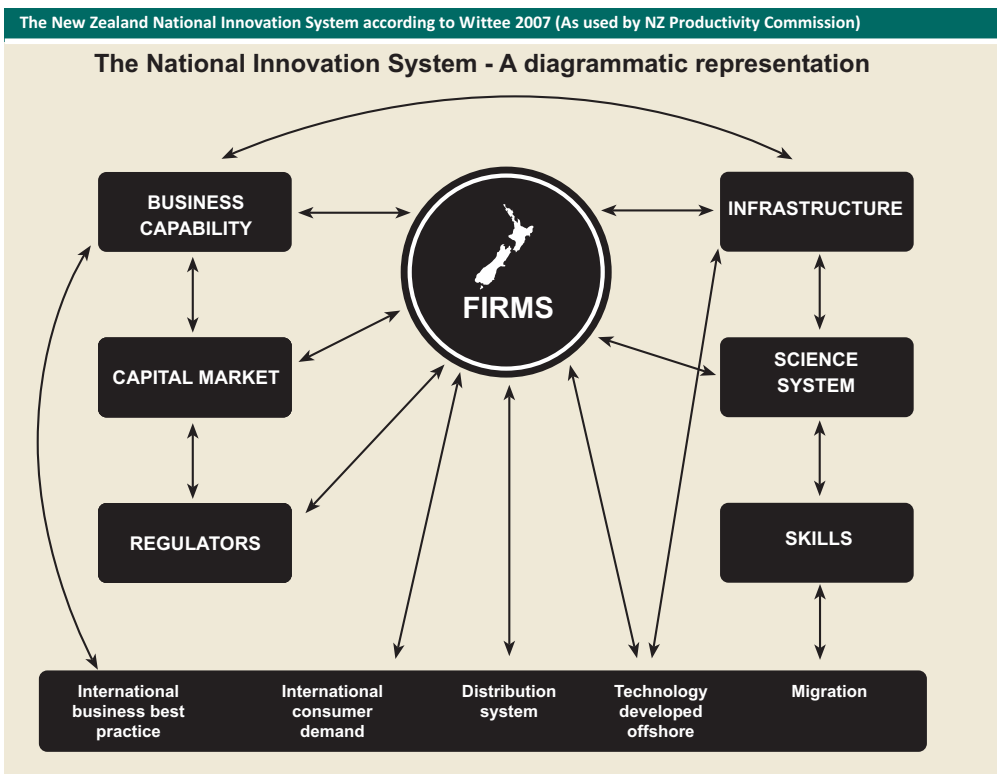 The New Zealand National Innovation System according to Wittee 2007 (As used by NZ Productivity Commission)
The National Innovation System - A diagrammatic representation
BUSINESS
CAPABILITY
FIRMS
INFRASTRUCTURE
CAPITAL MARKET
SCIENCE
SYSTEM
REGULATORS
SKILLS
International
business best
practice
International
consumer
demand
Distribution
system
Technology
developed
offshore
Migration